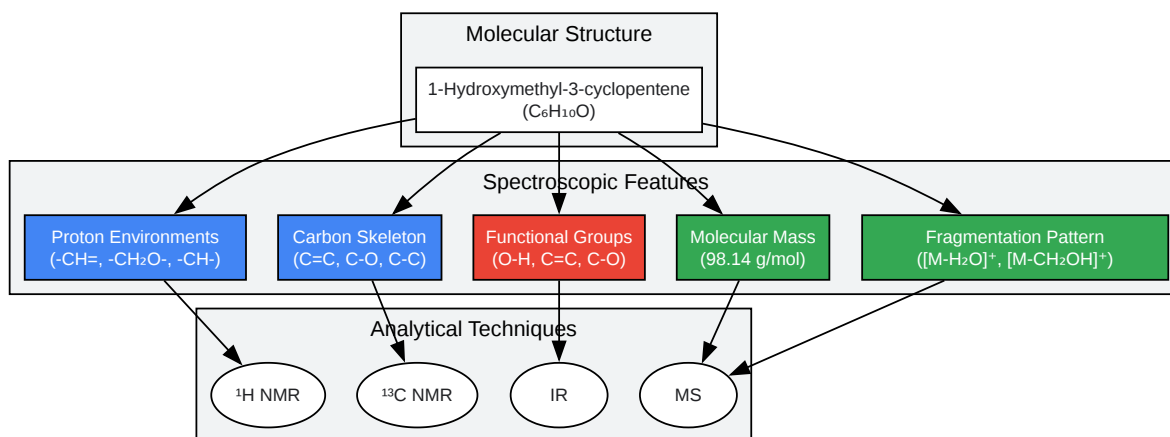 Molecular Structure
1-Hydroxymethyl-3-cyclopentene
(C₆H₁₀O)
Spectroscopic Features
Proton Environments
(-CH=, -CH₂O-, -CH-)
Carbon Skeleton
(C=C, C-O, C-C)
Functional Groups
(O-H, C=C, C-O)
Molecular Mass
(98.14 g/mol)
Fragmentation Pattern
([M-H₂O]⁺, [M-CH₂OH]⁺)
Analytical Techniques
¹H NMR
¹³C NMR
IR
MS